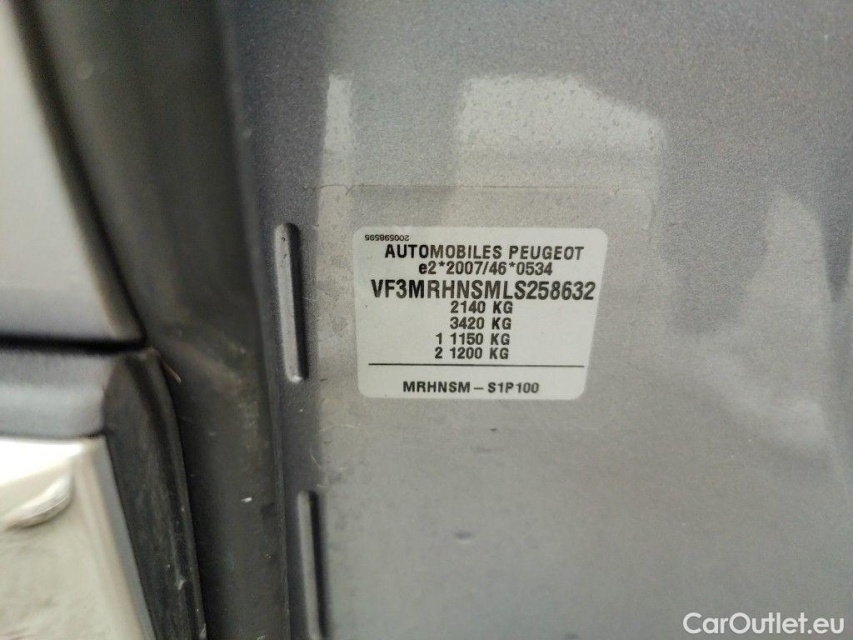 200598595
AUTOMOBILES PEUGEOT
e2*2007/46*0534
VF3MRHNSMLS258632
2140 KG
3420 KG
1 1150 KG
2 1200 KG
MRHNSM-S1P100
CarOutlet.eu